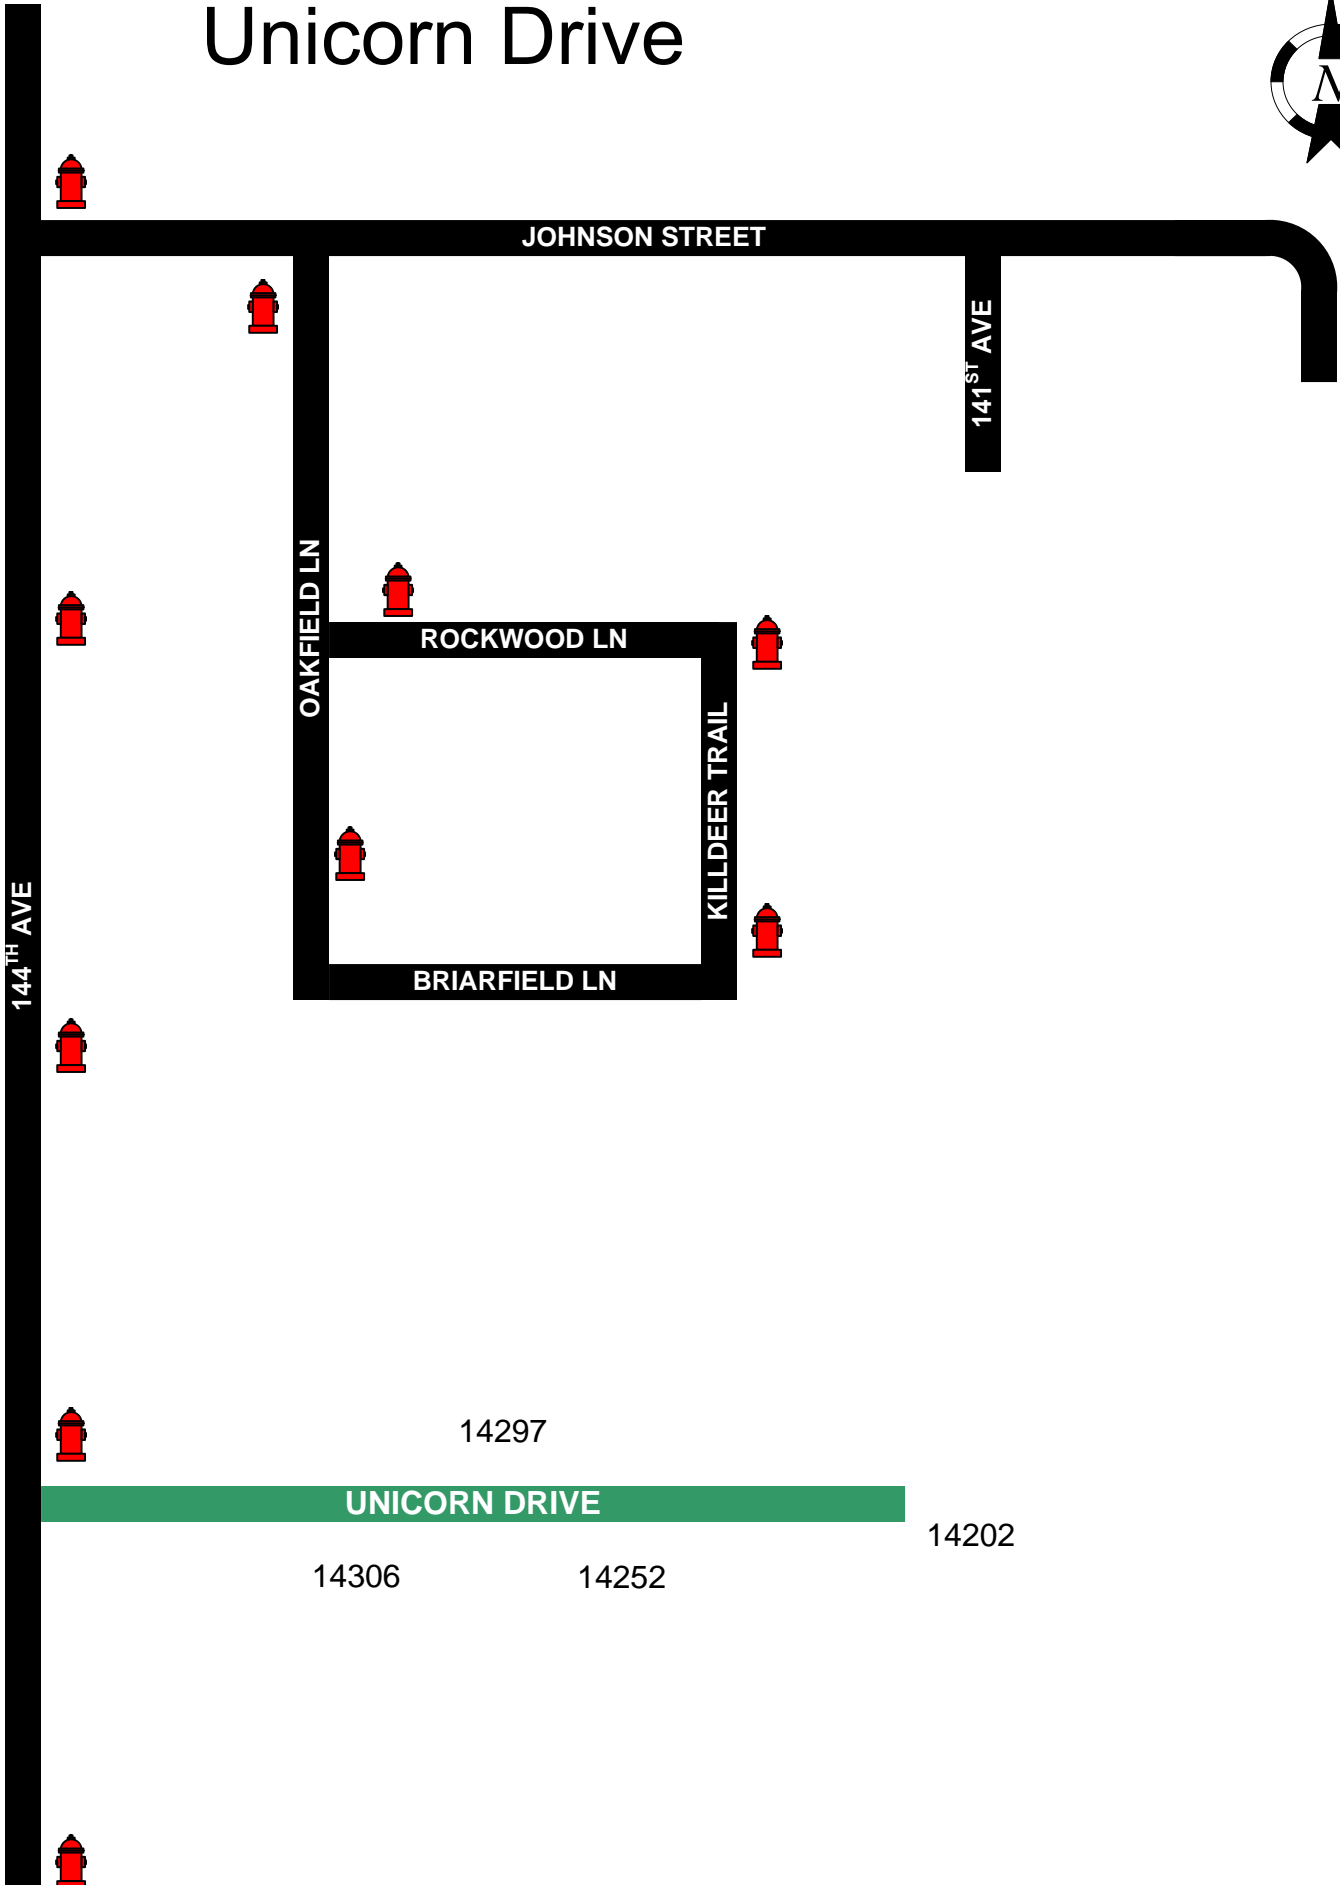 Unicorn Drive
N
JOHNSON STREET
141ST AVE
OAKFIELD LN
ROCKWOOD LN
KILLDEER TRAIL
144TH AVE
BRIARFIELD LN
14297
UNICORN DRIVE
14202
14306
14252